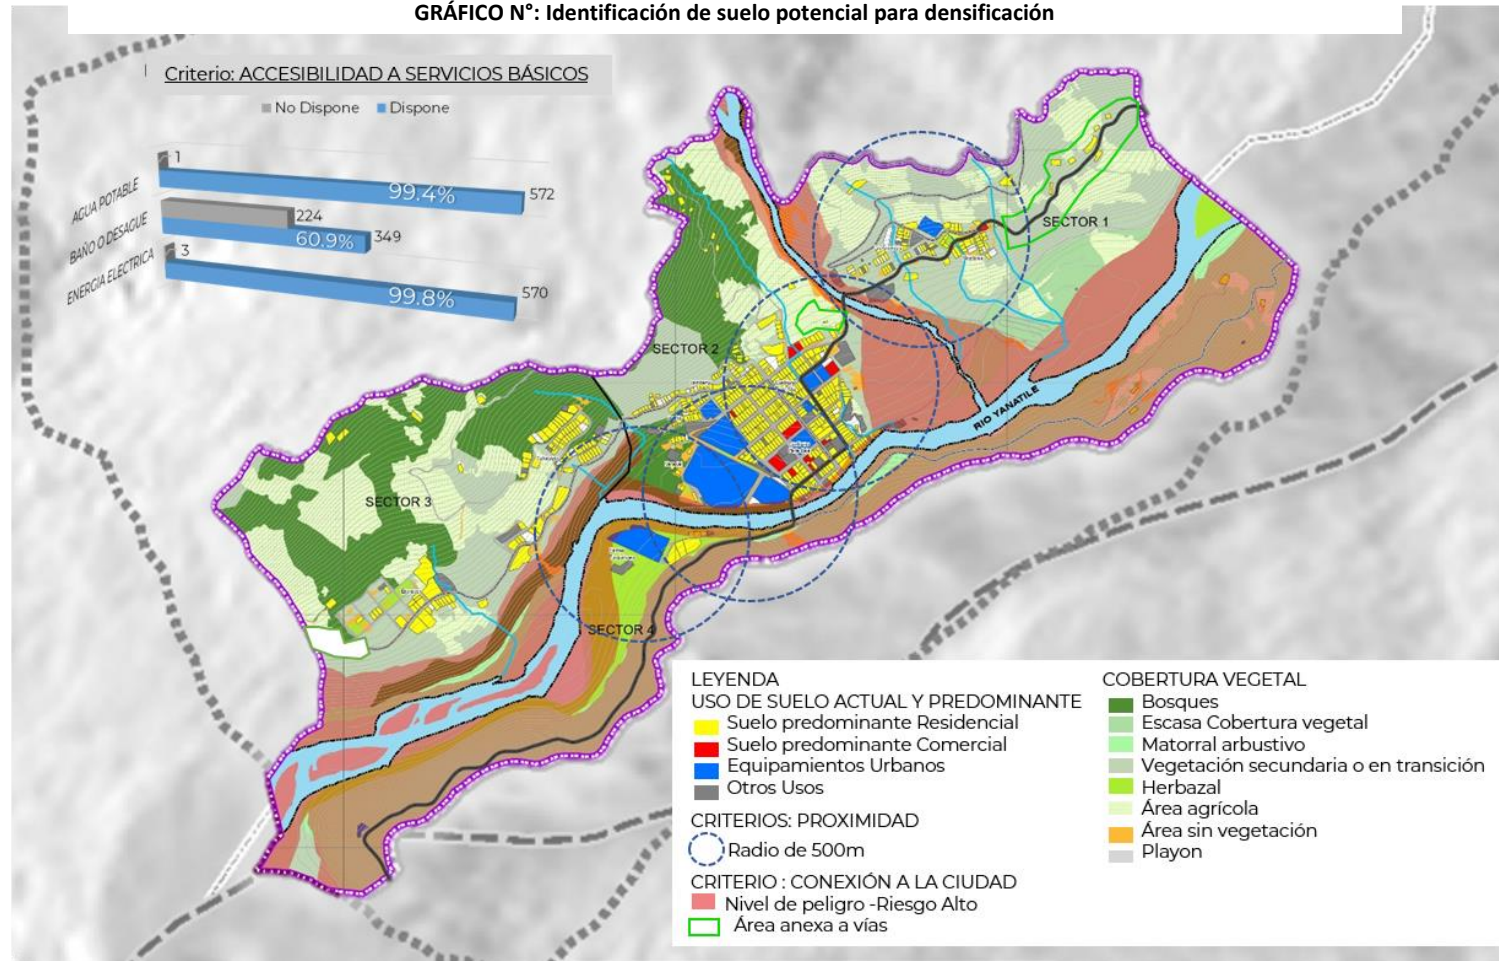 GRÁFICO N°: Identificación de suelo potencial para densificación
Criterio: ACCESIBILIDAD A SERVICIOS BÁSICOS
No Dispone Dispone
1
AGUA POTABLE 99.4% 572
224
BAÑO O DESAGUE 60.9% 349
3
ENERGIA ELECTRICA 99.8% 570
SECTOR 1
SECTOR 2
RIO YANATILE
SECTOR 3
SECTOR 4
LEYENDA
USO DE SUELO ACTUAL Y PREDOMINANTE
Suelo predominante Residencial
Suelo predominante Comercial
Equipamientos Urbanos
Otros Usos
CRITERIOS: PROXIMIDAD
Radio de 500m
CRITERIO : CONEXIÓN A LA CIUDAD
Nivel de peligro -Riesgo Alto
Área anexa a vías
COBERTURA VEGETAL
Bosques
Escasa Cobertura vegetal
Matorral arbustivo
Vegetación secundaria o en transición
Herbazal
Área agrícola
Área sin vegetación
Playon